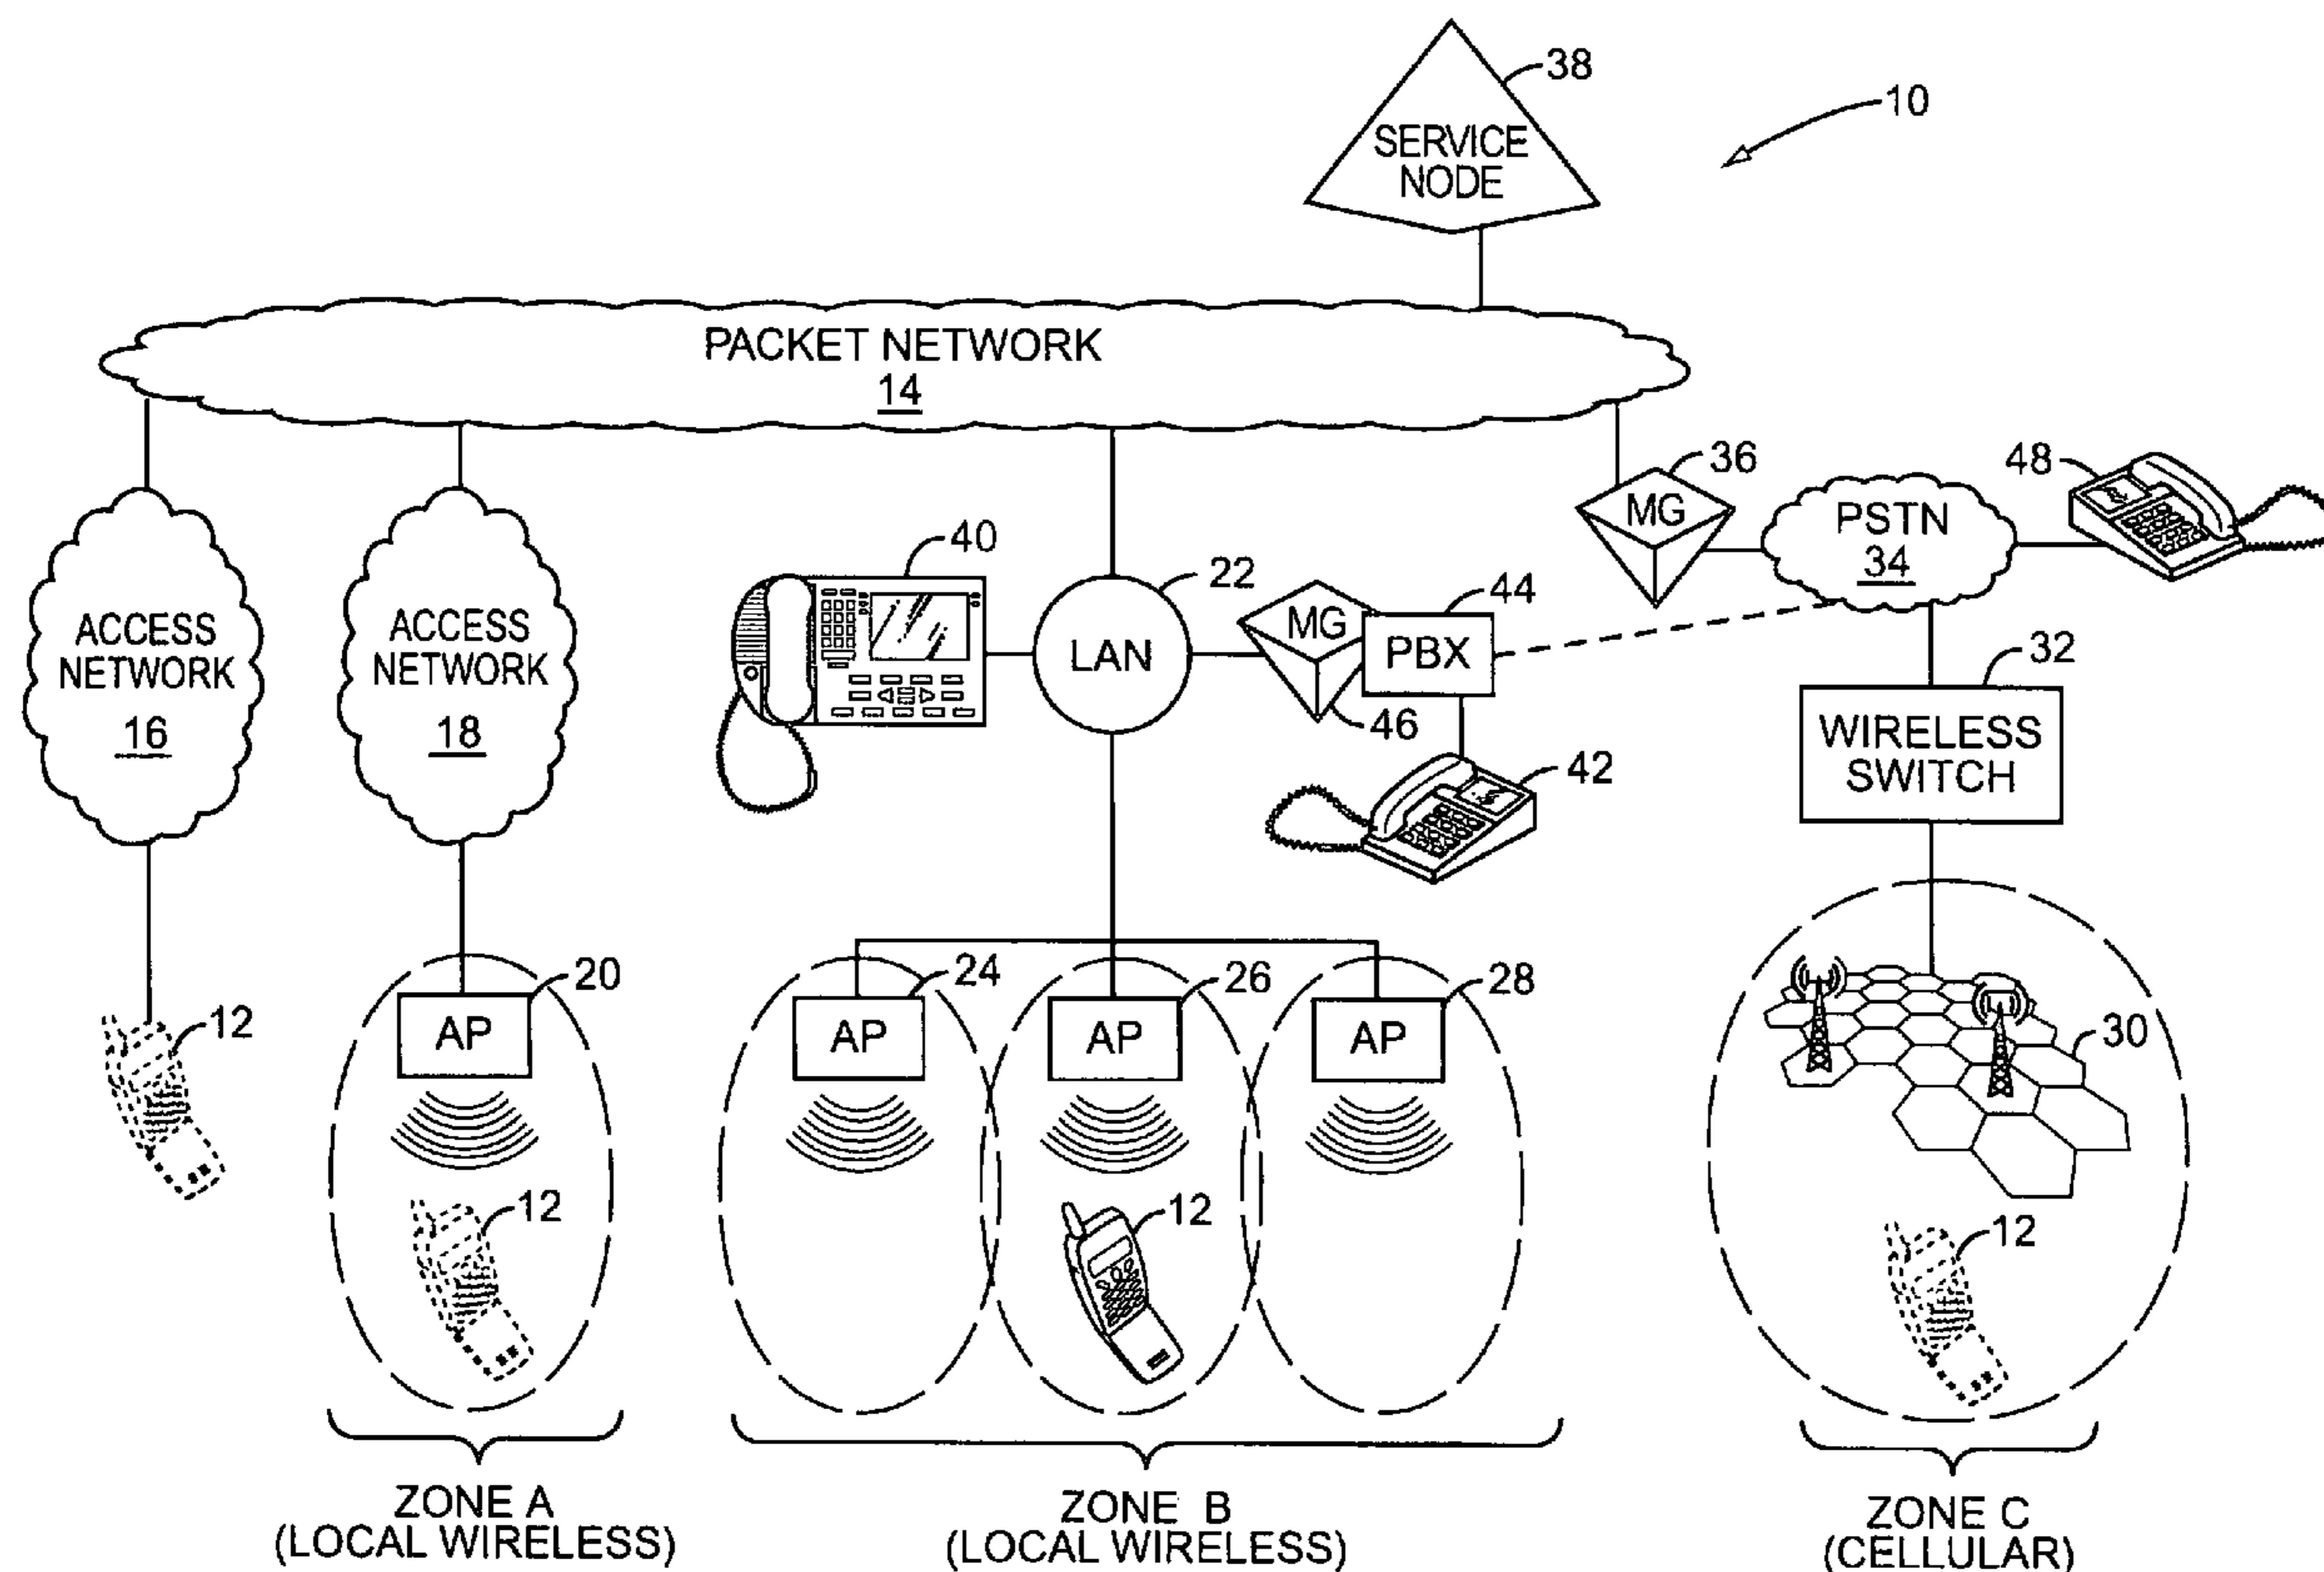 38
SERVICE
NODE
10
PACKET NETWORK
14
36
MG
48
PSTN
34
40
22
LAN
MG
44
PBX
46
42
32
WIRELESS
SWITCH
ACCESS
NETWORK
16
ACCESS
NETWORK
18
12
20
AP
12
24
AP
26
AP
28
AP
12
30
12
ZONE A
(LOCAL WIRELESS)
ZONE B
(LOCAL WIRELESS)
ZONE C
(CELLULAR)